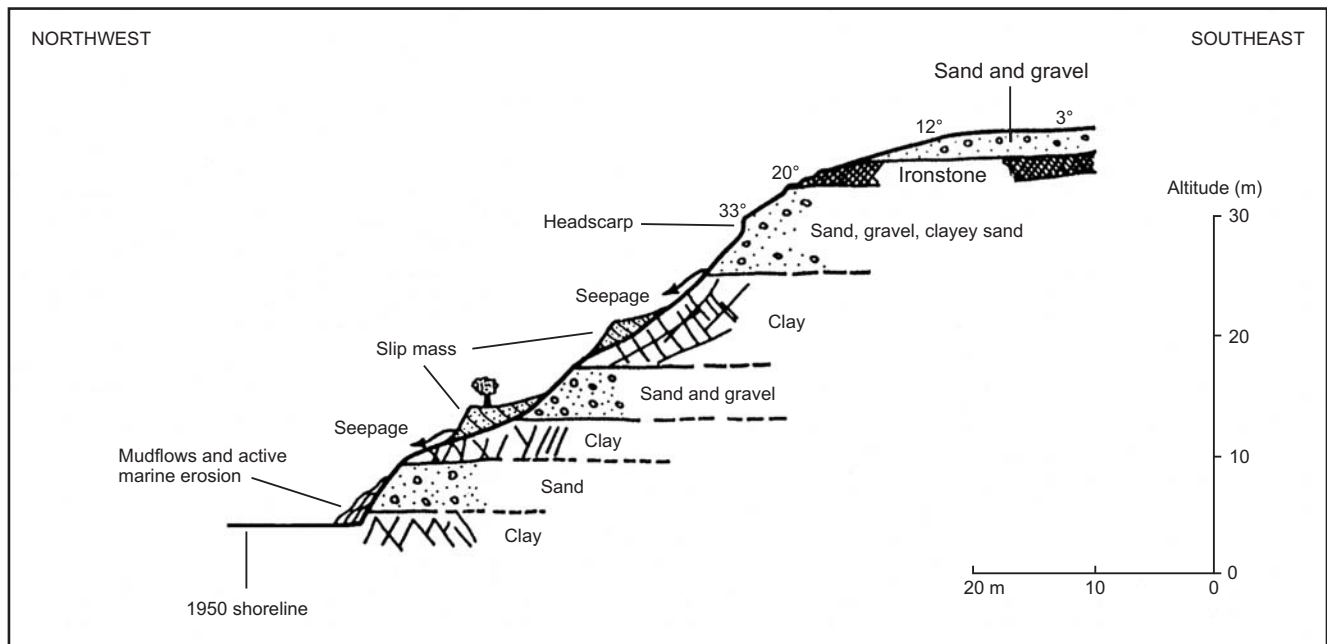 NORTHWEST
SOUTHEAST
Sand and gravel
12°
3°
20°
Ironstone
Altitude (m)
33°
30
Headscarp
Sand, gravel, clayey sand
Seepage
Clay
20
Slip mass
Sand and gravel
Seepage
Clay
10
Mudflows and active
marine erosion
Sand
Clay
20 m
10
0
0
1950 shoreline